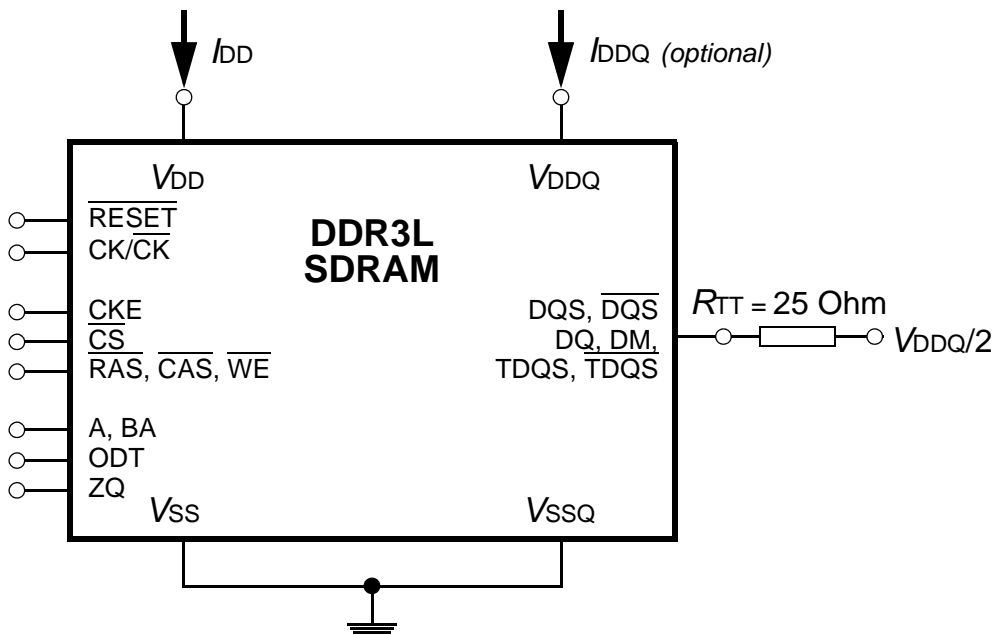 IDD
IDDQ (optional)
VDD
VDDQ
RESET
CK/CK
DDR3L
SDRAM
CKE
CS
RAS, CAS, WE
DQS, DQS
DQ, DM,
TDQS, TDQS
RTT = 25 Ohm
VDDQ/2
A, BA
ODT
ZQ
VSS
VSSQ